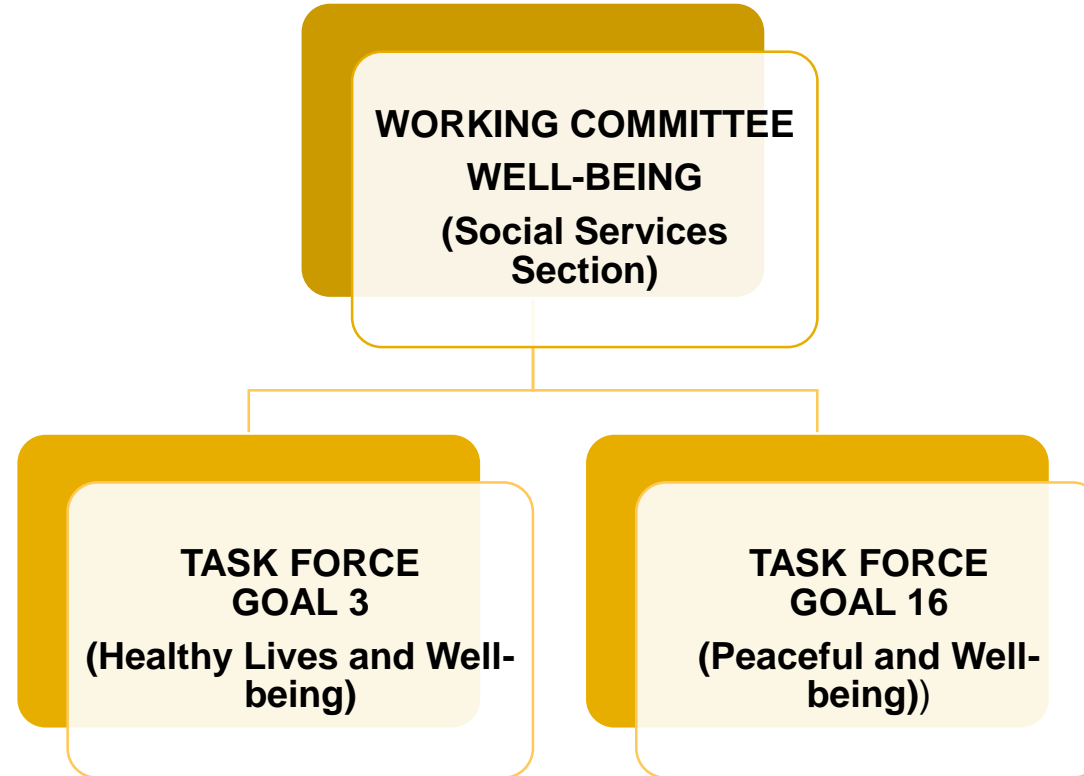 WORKING COMMITTEE
WELL-BEING
(Social Services
Section)
TASK FORCE
GOAL 3
(Healthy Lives and Well-
being)
TASK FORCE
GOAL 16
(Peaceful and Well-
being))